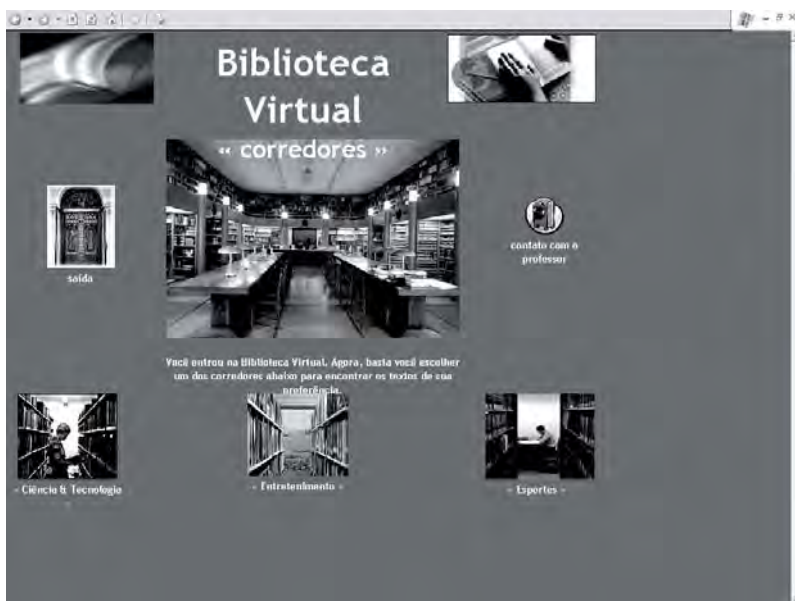 Biblioteca
Virtual
« corredores »
saída
contato com o
professor
Você entrou na Biblioteca Virtual. Agora, basta você escolher
um dos corredores abaixo para encontrar os textos de sua
preferência.
- Ciência & Tecnologia
-
- Entretenimento -
- Esportes -